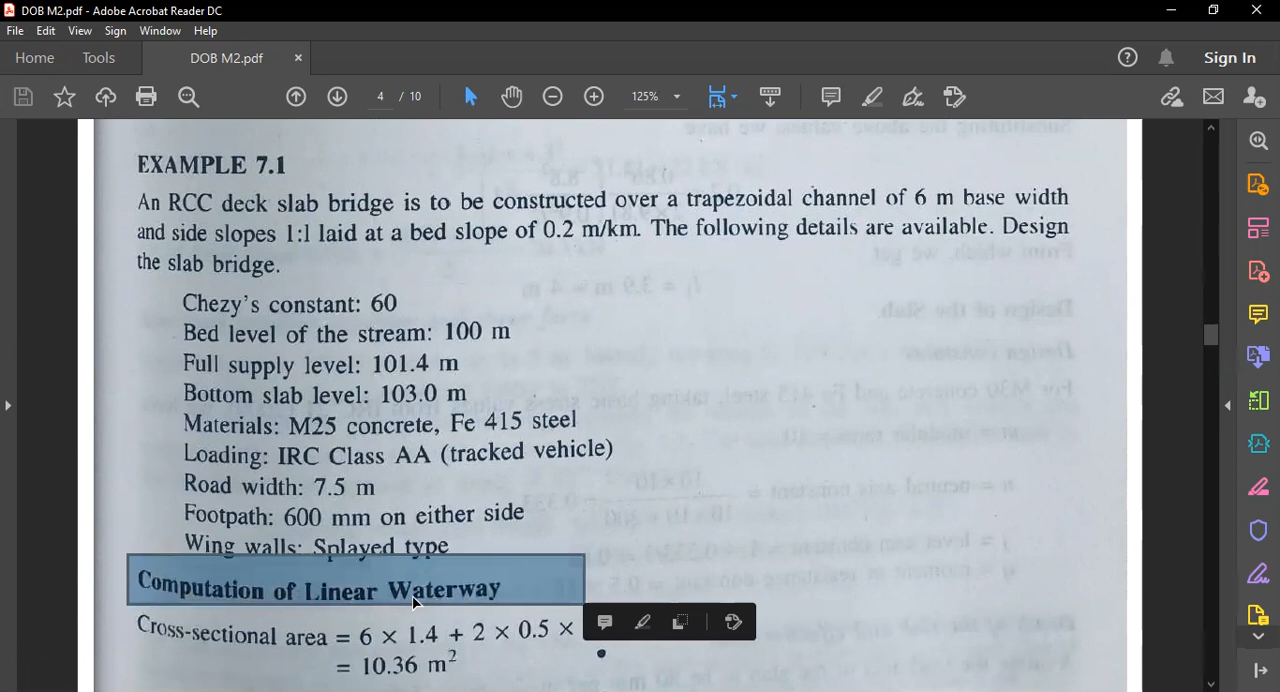 DOB M2.pdf - Adobe Acrobat Reader DC
File Edit View Sign Window Help
Home Tools DOB M2.pdf × Sign In
4 / 10 125%
EXAMPLE 7.1
An RCC deck slab bridge is to be constructed over a trapezoidal channel of 6 m base width
and side slopes 1:1 laid at a bed slope of 0.2 m/km. The following details are available. Design
the slab bridge.
Chezy's constant: 60
Bed level of the stream: 100 m
Full supply level: 101.4 m
Bottom slab level: 103.0 m
Materials: M25 concrete, Fe 415 steel
Loading: IRC Class AA (tracked vehicle)
Road width: 7.5 m
Footpath: 600 mm on either side
Wing walls: Splayed type
Computation of Linear Waterway
Cross-sectional area = 6 × 1.4 + 2 × 0.5 ×
= 10.36 m²